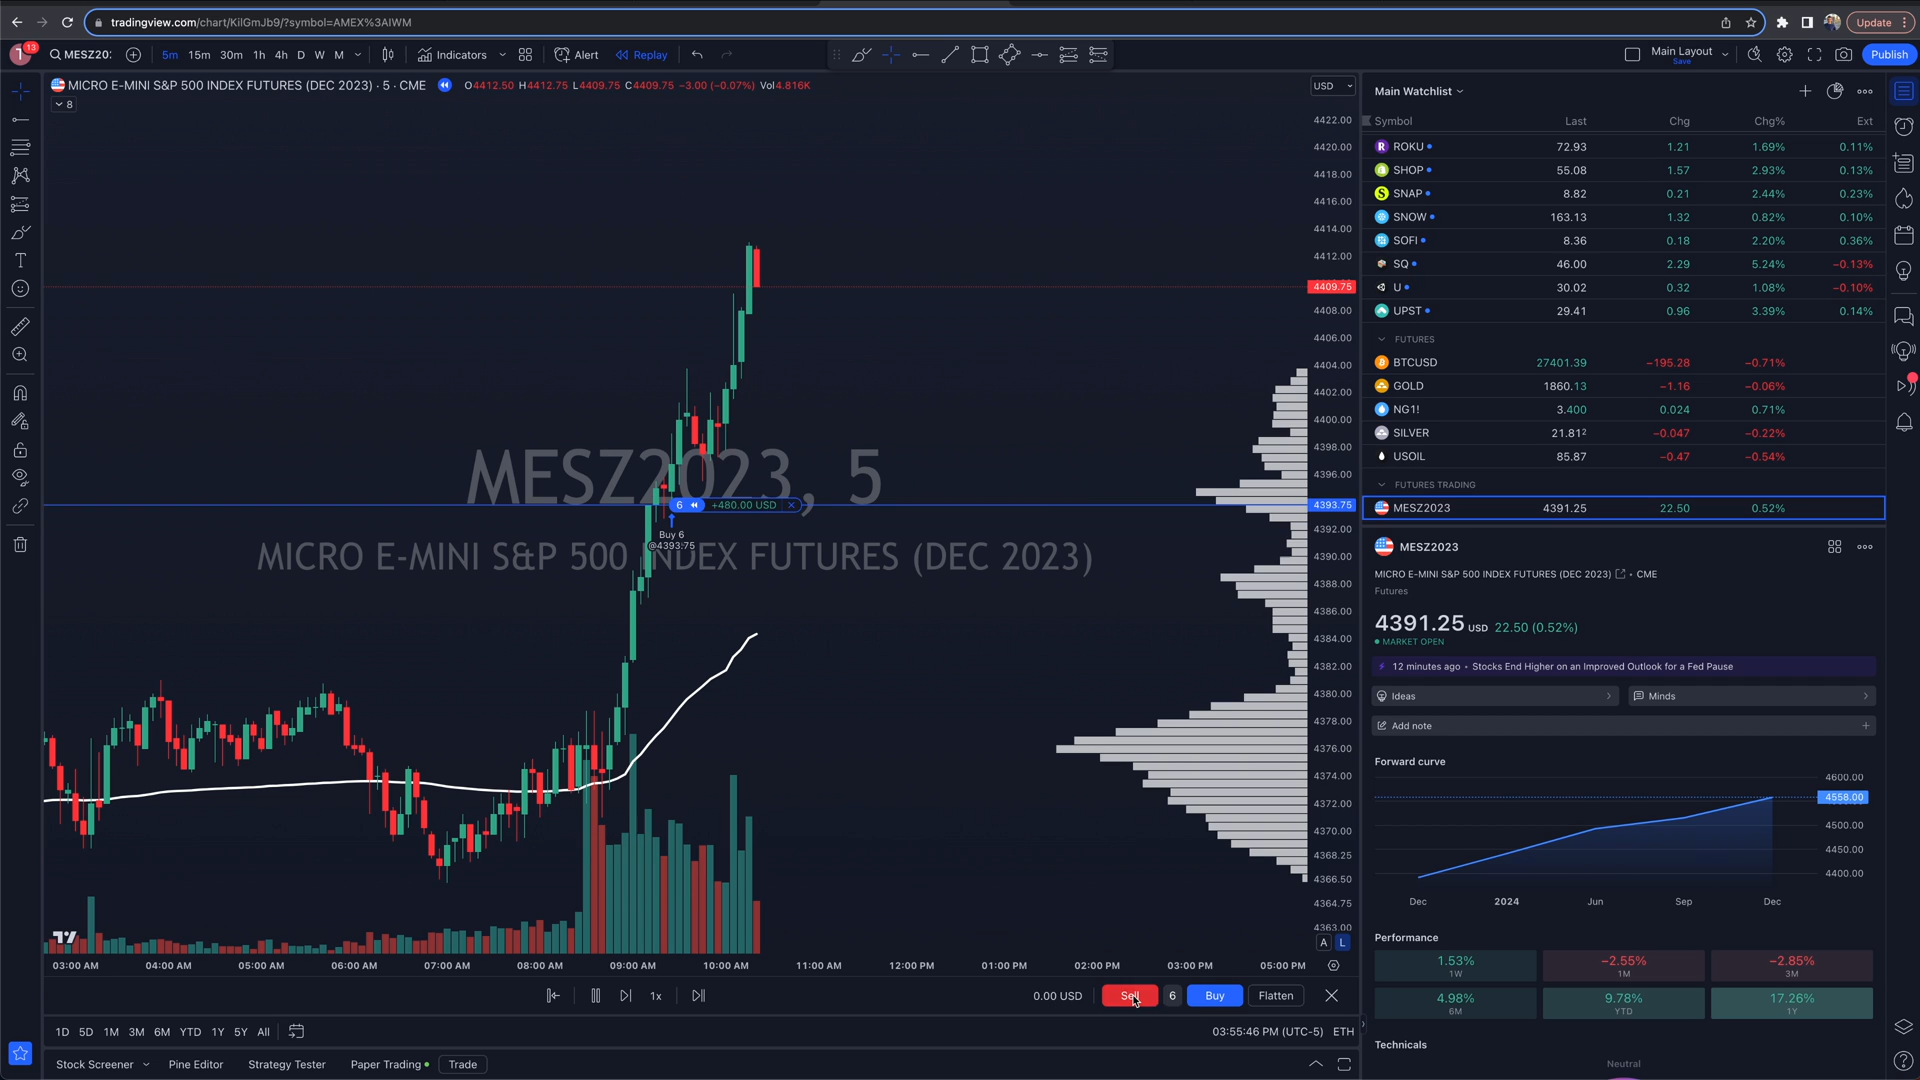 tradingview.com/chart/KilGmJb9/?symbol=AMEX%3AIWM
Update
13
MESZ20:
5m 15m 30m 1h 4h D W M
Indicators
Alert
Replay
Main Layout
Save
Publish
MICRO E-MINI S&P 500 INDEX FUTURES (DEC 2023) · 5 · CME
O4412.50 H4412.75 L4409.75 C4409.75 −3.00 (−0.07%) Vol4.816K
8
USD
4422.00
4420.00
4418.00
4416.00
4414.00
4412.00
4409.75
4408.00
4406.00
4404.00
4402.00
4400.00
4398.00
4396.00
4393.75
4392.00
4390.00
4388.00
4386.00
4384.00
4382.00
4380.00
4378.00
4376.00
4374.00
4372.00
4370.00
4368.25
4366.50
4364.75
4363.00
A L
MESZ2023, 5
MICRO E-MINI S&P 500 INDEX FUTURES (DEC 2023)
6 +480.00 USD
Buy 6
@4393.75
03:00 AM 04:00 AM 05:00 AM 06:00 AM 07:00 AM 08:00 AM 09:00 AM 10:00 AM 11:00 AM 12:00 PM 01:00 PM 02:00 PM 03:00 PM 05:00 PM
1x
0.00 USD
Sell
6
Buy
Flatten
1D 5D 1M 3M 6M YTD 1Y 5Y All
03:55:46 PM (UTC-5) ETH
Stock Screener
Pine Editor
Strategy Tester
Paper Trading
Trade
Main Watchlist
Symbol Last Chg Chg% Ext
ROKU 72.93 1.21 1.69% 0.11%
SHOP 55.08 1.57 2.93% 0.13%
SNAP 8.82 0.21 2.44% 0.23%
SNOW 163.13 1.32 0.82% 0.10%
SOFI 8.36 0.18 2.20% 0.36%
SQ 46.00 2.29 5.24% −0.13%
U 30.02 0.32 1.08% −0.10%
UPST 29.41 0.96 3.39% 0.14%
FUTURES
BTCUSD 27401.39 −195.28 −0.71%
GOLD 1860.13 −1.16 −0.06%
NG1! 3.400 0.024 0.71%
SILVER 21.81² −0.047 −0.22%
USOIL 85.87 −0.47 −0.54%
FUTURES TRADING
MESZ2023 4391.25 22.50 0.52%
MESZ2023
MICRO E-MINI S&P 500 INDEX FUTURES (DEC 2023) • CME
Futures
4391.25 USD 22.50 (0.52%)
MARKET OPEN
12 minutes ago • Stocks End Higher on an Improved Outlook for a Fed Pause
Ideas
Minds
Add note
Forward curve
4600.00
4558.00
4500.00
4450.00
4400.00
Dec 2024 Jun Sep Dec
Performance
1.53% −2.55% −2.85%
1W 1M 3M
4.98% 9.78% 17.26%
6M YTD 1Y
Technicals
Neutral